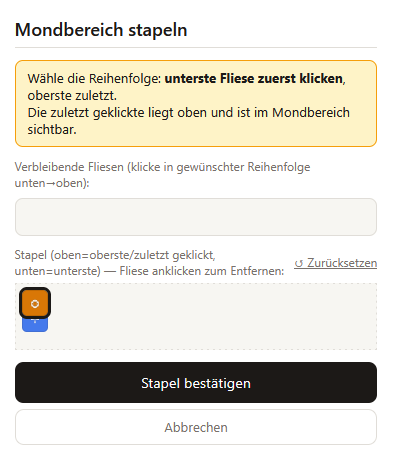 Mondbereich stapeln
Wähle die Reihenfolge: unterste Fliese zuerst klicken,
oberste zuletzt.
Die zuletzt geklickte liegt oben und ist im Mondbereich
sichtbar.
Verbleibende Fliesen (klicke in gewünschter Reihenfolge
unten→oben):
Stapel (oben=oberste/zuletzt geklickt,
unten=unterste) — Fliese anklicken zum Entfernen:
↺ Zurücksetzen
Stapel bestätigen
Abbrechen